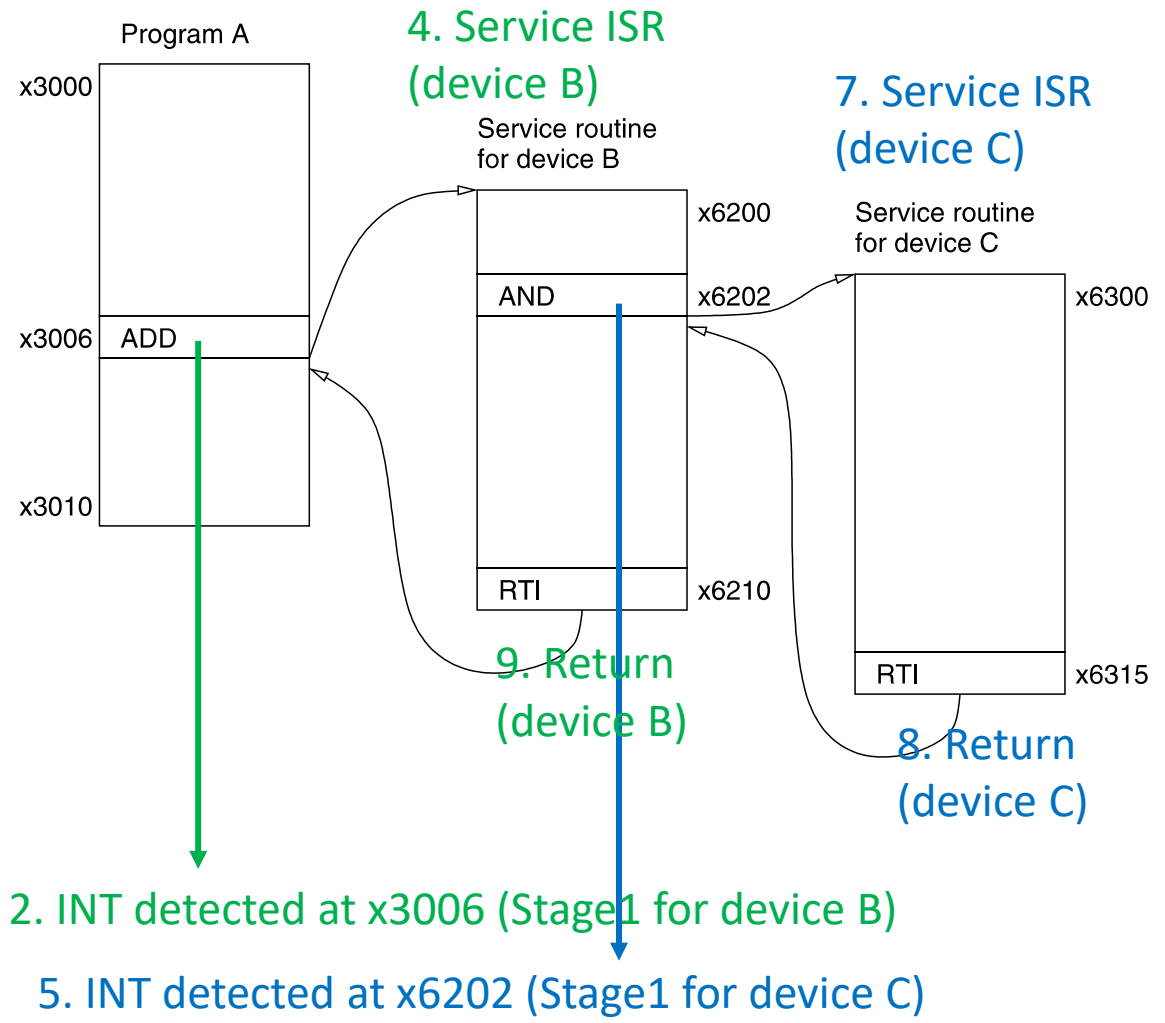 Program A
x3000
x3006
ADD
x3010
4. Service ISR
(device B)
Service routine
for device B
x6200
AND
x6202
RTI
x6210
9. Return
(device B)
7. Service ISR
(device C)
Service routine
for device C
x6300
RTI
x6315
8. Return
(device C)
2. INT detected at x3006 (Stage1 for device B)
5. INT detected at x6202 (Stage1 for device C)